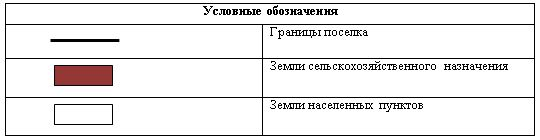 Условные обозначения
Границы поселка
Земли сельскохозяйственного назначения
Земли населенных пунктов